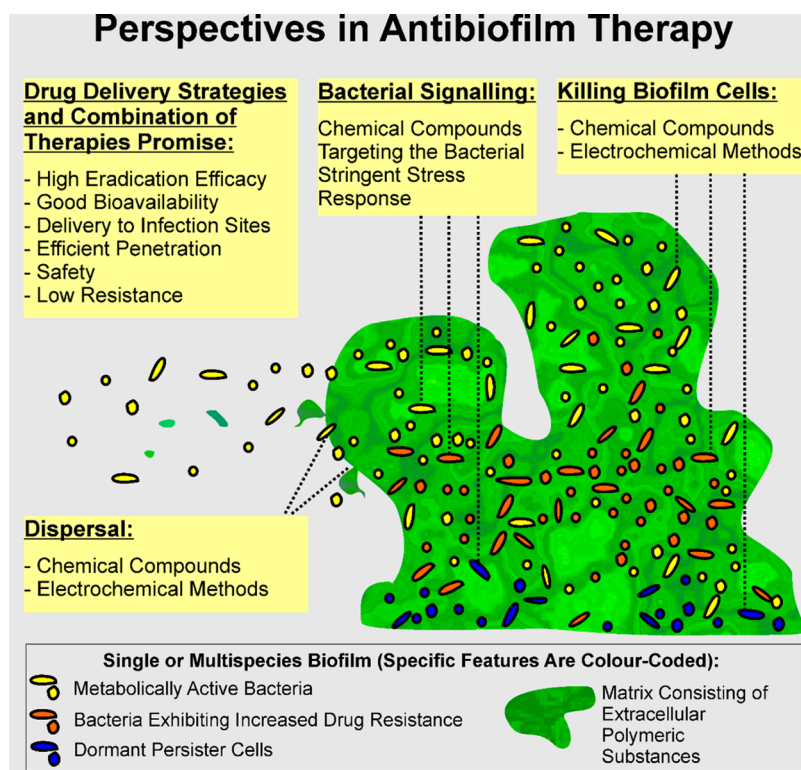 Perspectives in Antibiofilm Therapy
Drug Delivery Strategies
and Combination of
Therapies Promise:
- High Eradication Efficacy
- Good Bioavailability
- Delivery to Infection Sites
- Efficient Penetration
- Safety
- Low Resistance
Bacterial Signalling:
Chemical Compounds
Targeting the Bacterial
Stringent Stress
Response
Killing Biofilm Cells:
- Chemical Compounds
- Electrochemical Methods
Dispersal:
- Chemical Compounds
- Electrochemical Methods
Single or Multispecies Biofilm (Specific Features Are Colour-Coded):
Metabolically Active Bacteria
Bacteria Exhibiting Increased Drug Resistance
Dormant Persister Cells
Matrix Consisting of
Extracellular
Polymeric
Substances